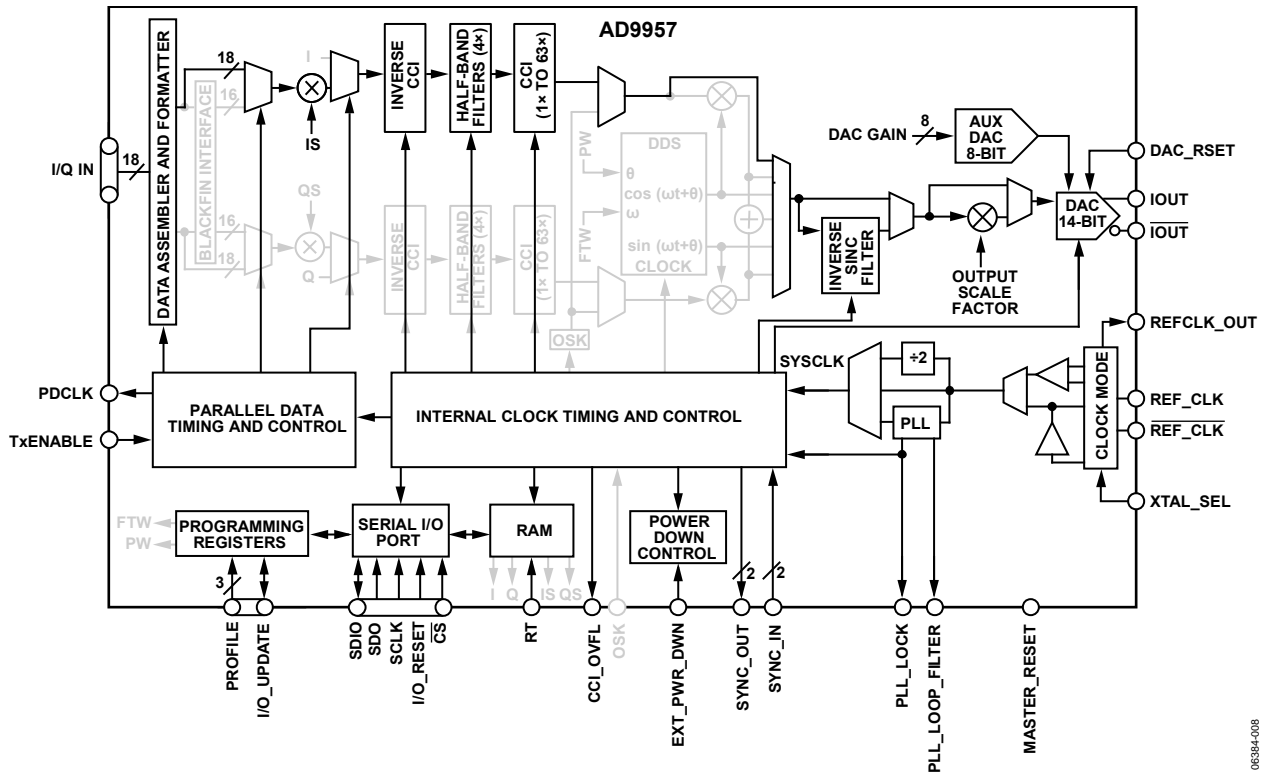 AD9957
I/Q IN
18
DATA ASSEMBLER AND FORMATTER
18
BLACKFIN INTERFACE
16
16
18
I
IS
QS
Q
INVERSE
CCI
HALF-BAND
FILTERS (4×)
CCI
(1× TO 63×)
INVERSE
CCI
HALF-BAND
FILTERS (4×)
CCI
(1× TO 63×)
OSK
PW
FTW
DDS
θ
cos (ωt+θ)
ω
sin (ωt+θ)
CLOCK
INVERSE
SINC
FILTER
OUTPUT
SCALE
FACTOR
DAC GAIN
8
AUX
DAC
8-BIT
DAC
14-BIT
DAC_RSET
IOUT
IOUT
REFCLK_OUT
REF_CLK
REF_CLK
XTAL_SEL
CLOCK MODE
SYSCLK
÷2
PLL
PDCLK
TxENABLE
PARALLEL DATA
TIMING AND CONTROL
INTERNAL CLOCK TIMING AND CONTROL
FTW
PW
PROGRAMMING
REGISTERS
SERIAL I/O
PORT
RAM
I
Q
IS
QS
POWER
DOWN
CONTROL
3
2
2
PROFILE
I/O_UPDATE
SDIO
SDO
SCLK
I/O_RESET
CS
RT
CCI_OVFL
OSK
EXT_PWR_DWN
SYNC_OUT
SYNC_IN
PLL_LOCK
PLL_LOOP_FILTER
MASTER_RESET
06384-008